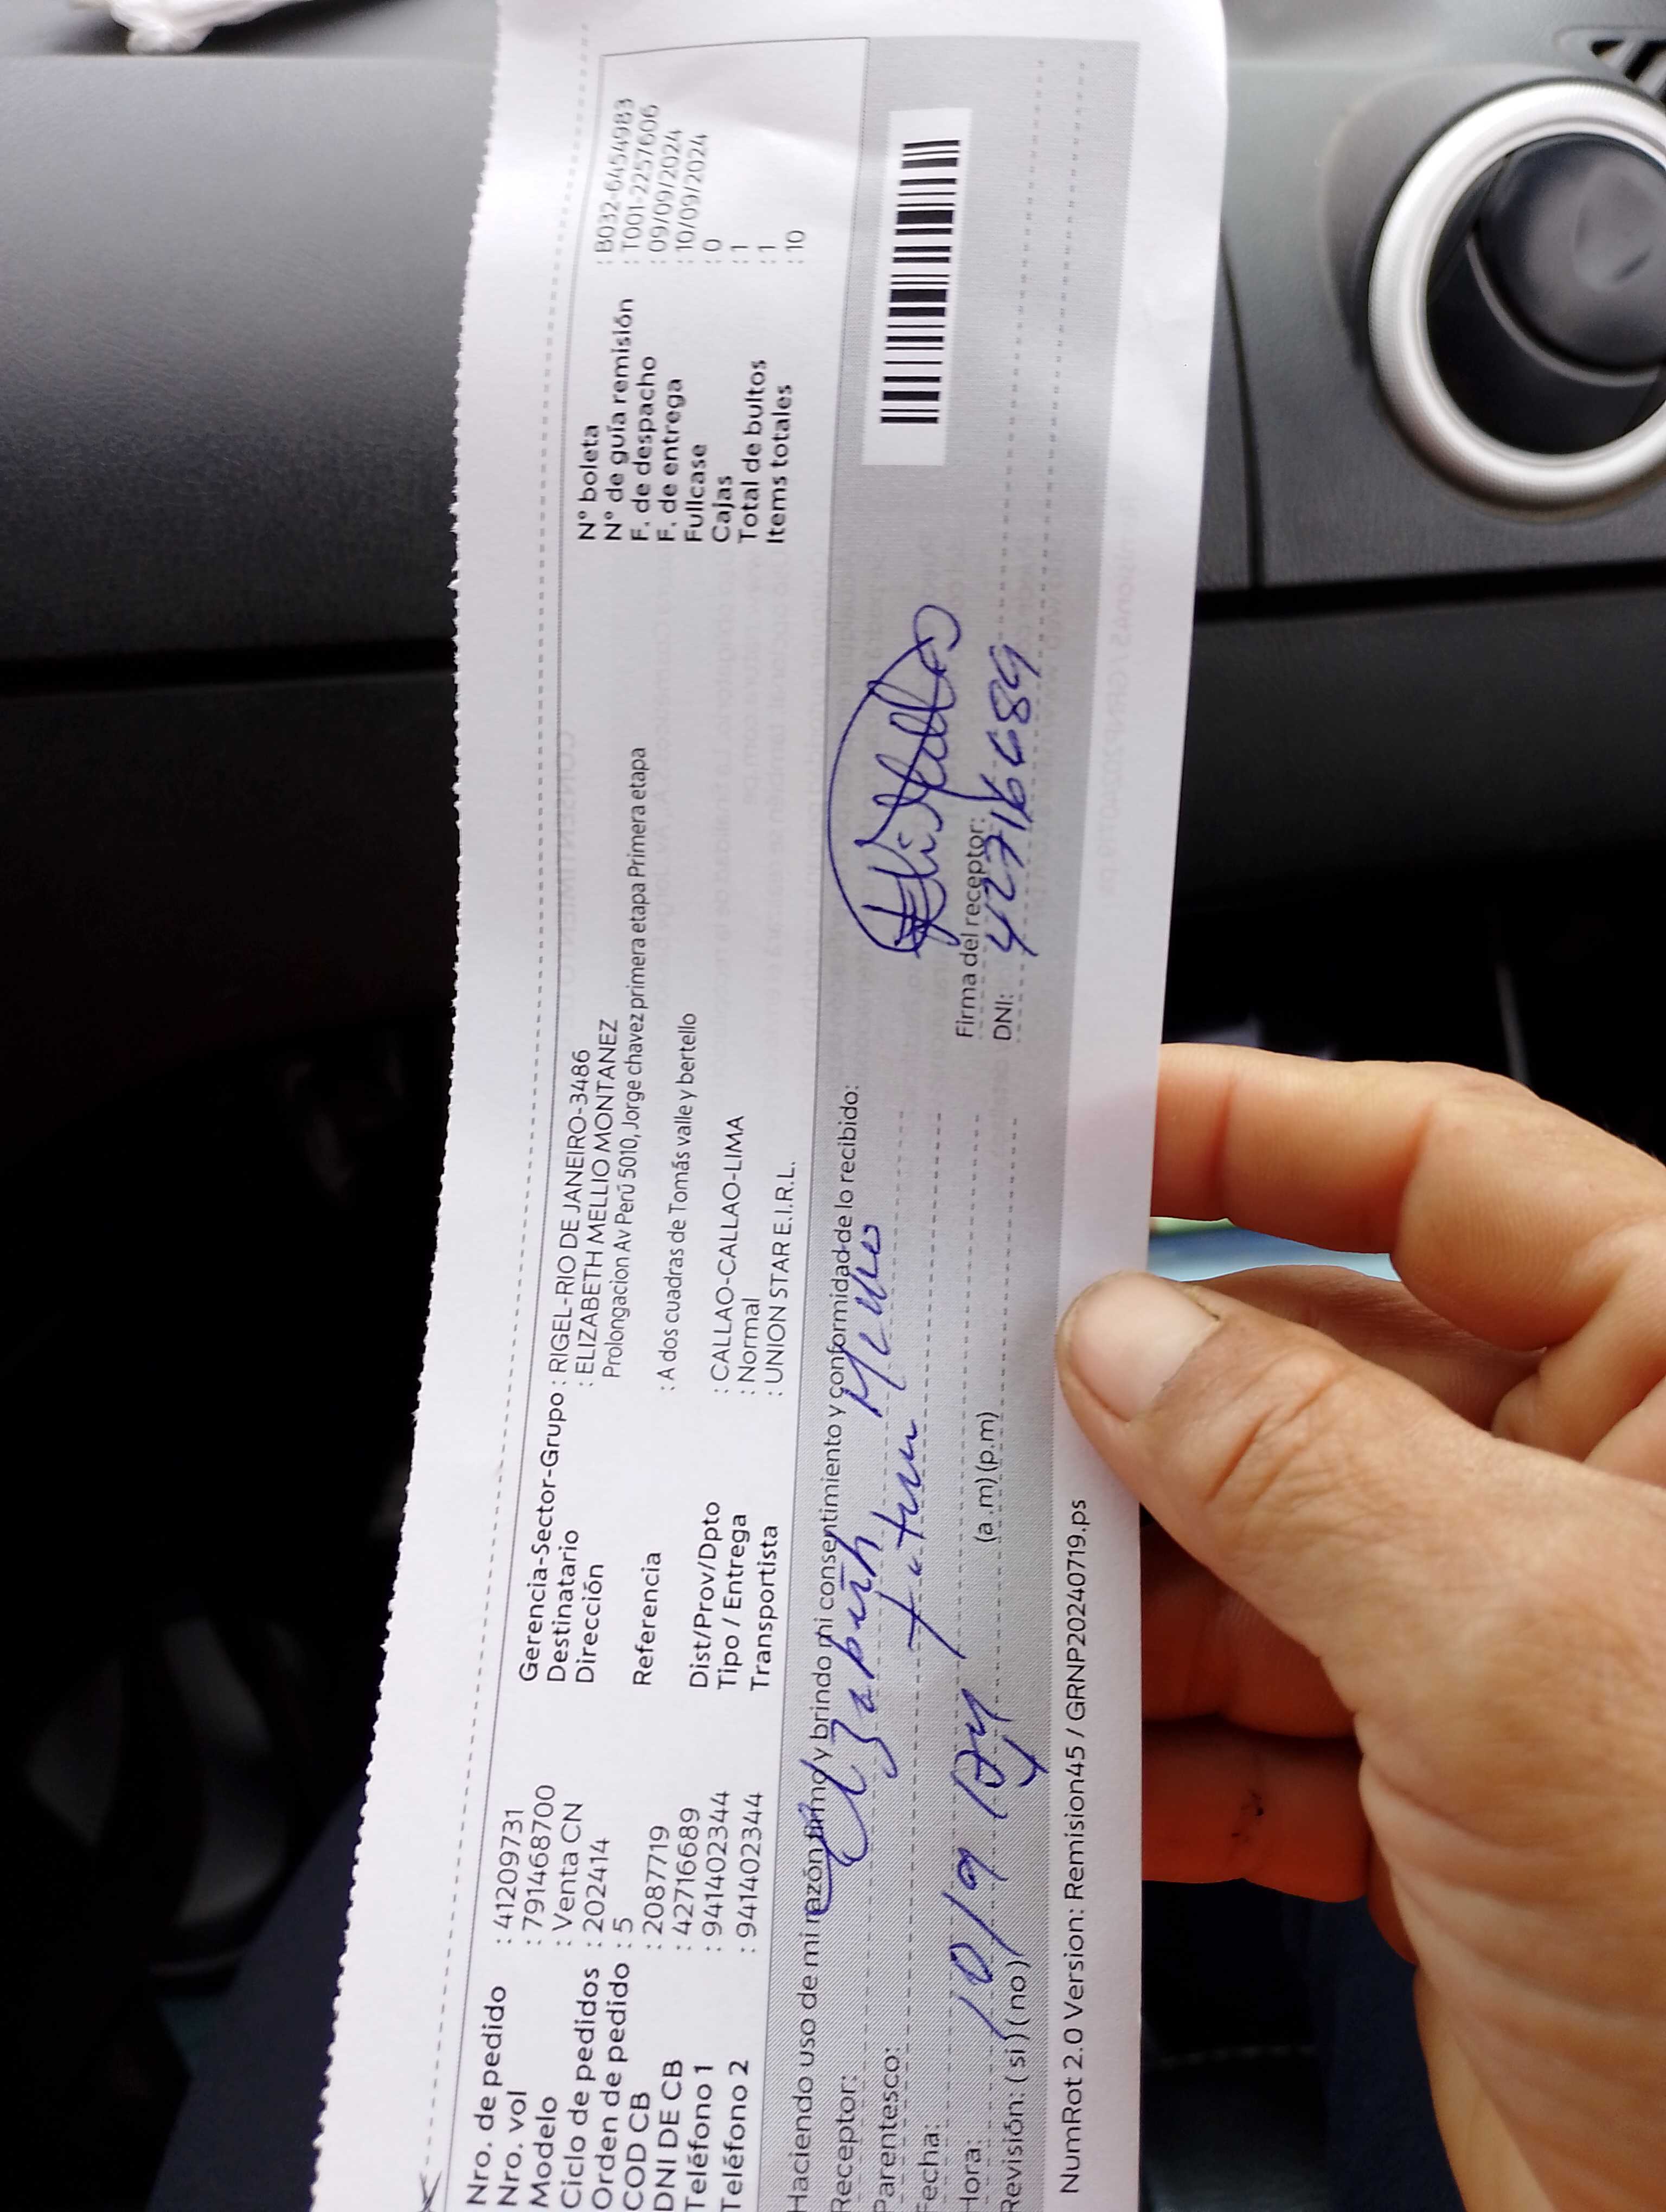 Nro. de pedido : 41209731
Nro. vol : 791468700
Modelo : Venta CN
Ciclo de pedidos : 202414
Orden de pedido : 5
COD CB : 2087719
DNI DE CB : 42716689
Teléfono 1 : 941402344
Teléfono 2 : 941402344
Gerencia-Sector-Grupo : RIGEL-RIO DE JANEIRO-3486
Destinatario : ELIZABETH MELLIO MONTANEZ
Dirección Prolongacion Av Perú 5010, Jorge chavez primera etapa Primera etapa
Referencia : A dos cuadras de Tomás valle y bertello
Dist/Prov/Dpto : CALLAO-CALLAO-LIMA
Tipo / Entrega : Normal
Transportista : UNION STAR E.I.R.L.
N° boleta : B032-6454983
N° de guía remisión : T001-2257606
F. de despacho : 09/09/2024
F. de entrega : 10/09/2024
Fullcase : 0
Cajas : 1
Total de bultos : 1
Items totales : 10
Haciendo uso de mi razón firmo y brindo mi consentimiento y conformidad de lo recibido:
Receptor: Elizabeth
Parentesco:
Fecha: 10/9/24
Hora: (a.m) (p.m)
Revisión: ( si ) ( no )
Firma del receptor:
DNI: 42716689
NumRot 2.0 Version: Remision45 / GRNP20240719.ps